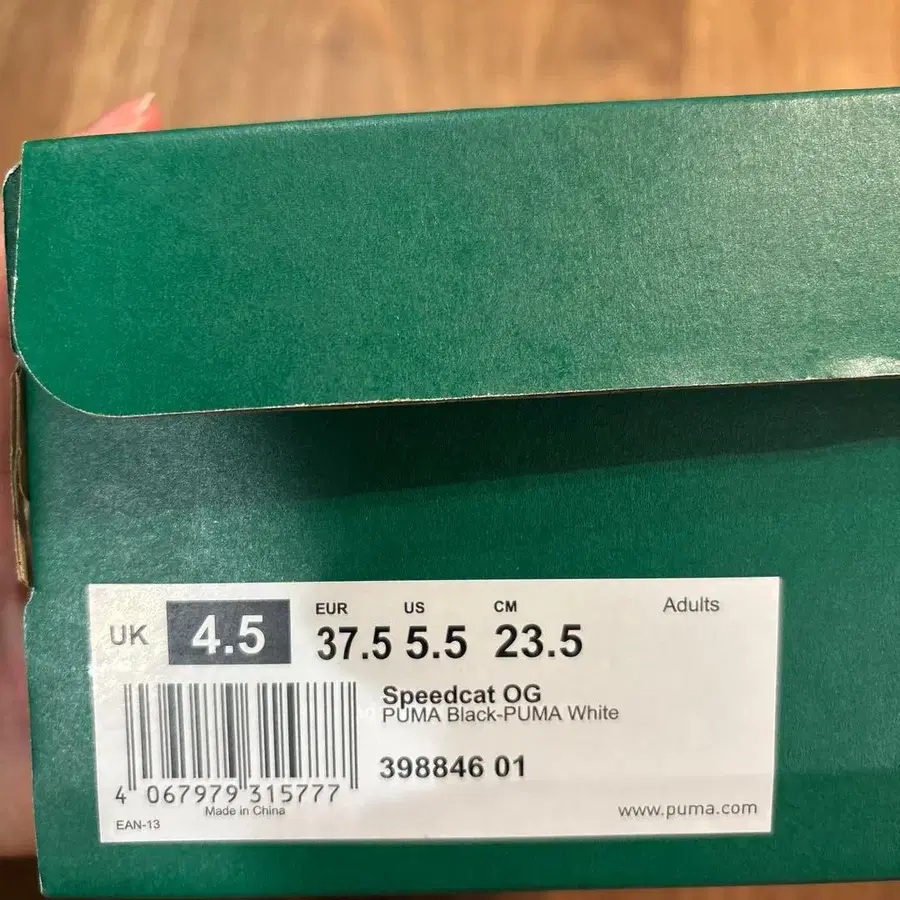 EUR US CM Adults
UK 4.5 37.5 5.5 23.5
Speedcat OG
PUMA Black-PUMA White
398846 01
4 067979 315777
Made in China
EAN-13
www.puma.com